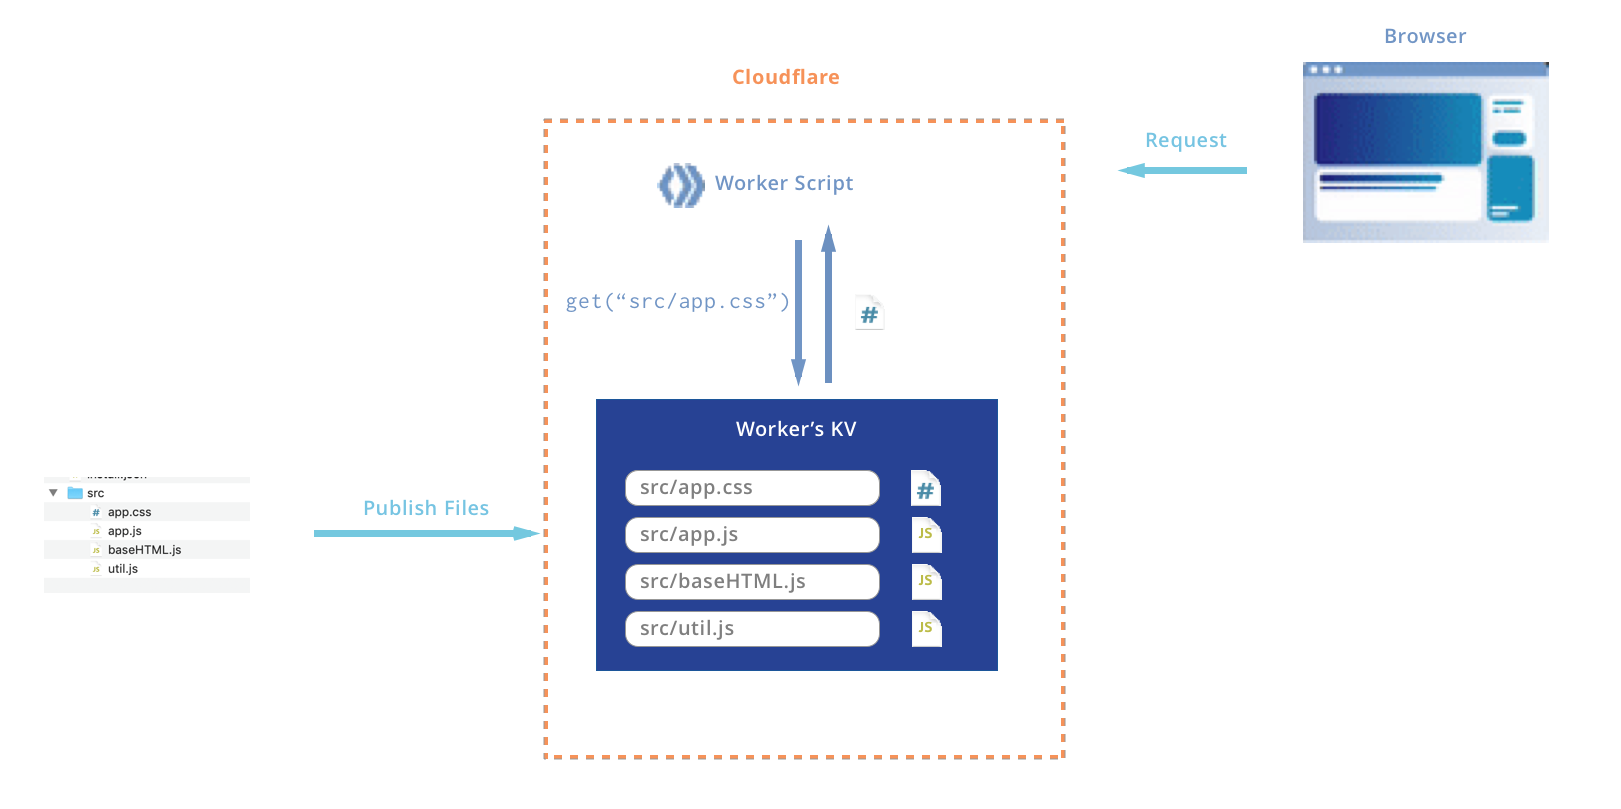 Browser
Cloudflare
Request
Worker Script
get(“src/app.css”)
#
Worker’s KV
src/app.css
#
src/app.js
JS
src/baseHTML.js
JS
src/util.js
JS
Publish Files
src
# app.css
JS app.js
JS baseHTML.js
JS util.js